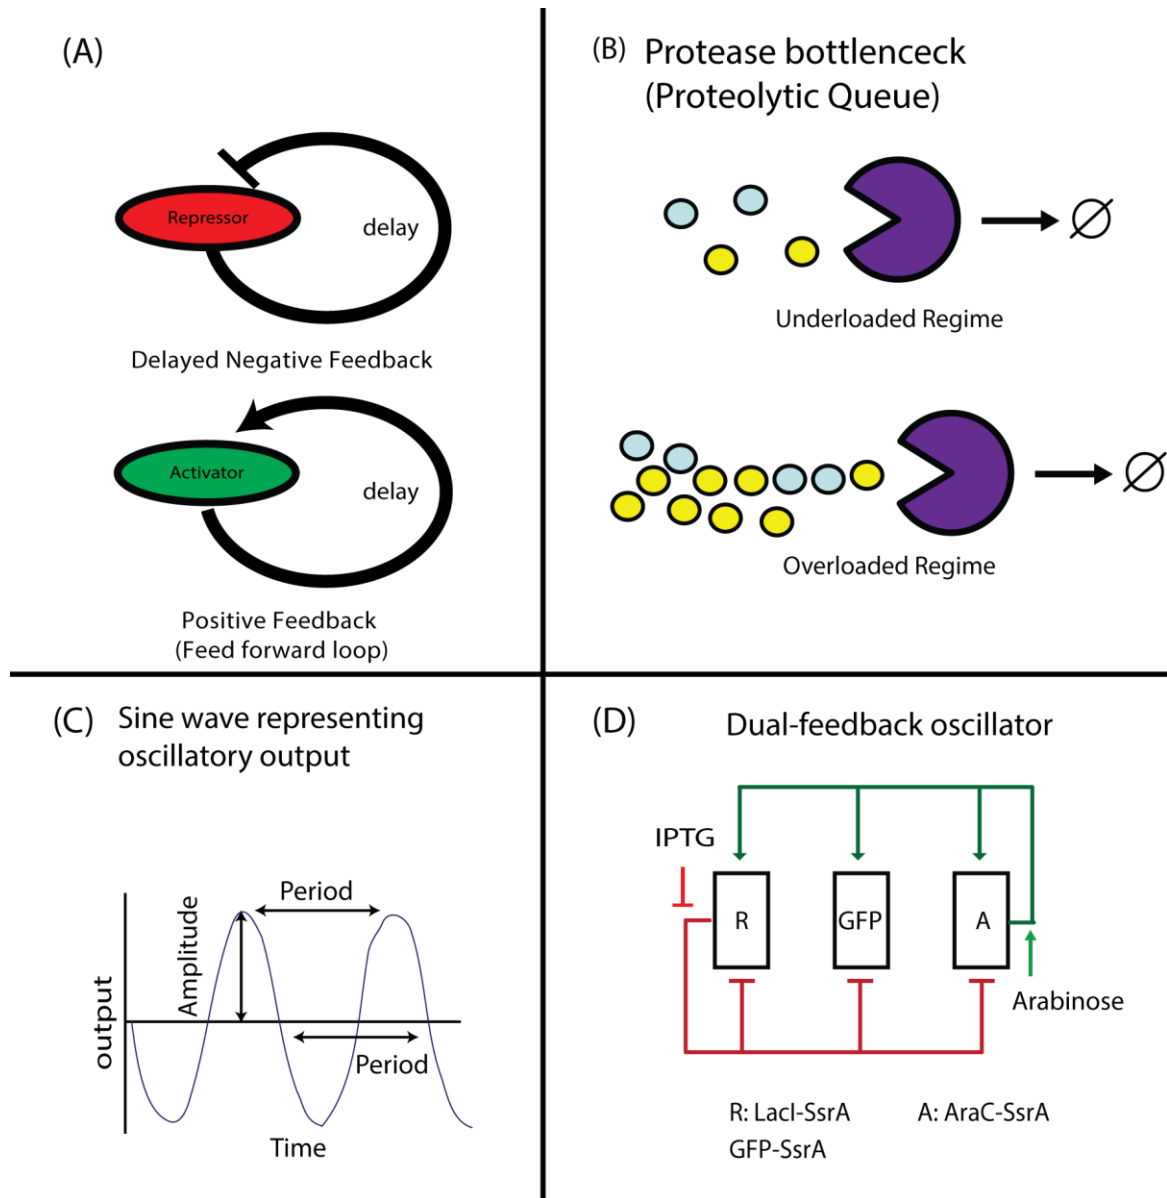 (A)
Repressor
delay
Delayed Negative Feedback
Activator
delay
Positive Feedback
(Feed forward loop)
(B) Protease bottlenceck
(Proteolytic Queue)
Underloaded Regime
Overloaded Regime
(C) Sine wave representing
oscillatory output
Period
Amplitude
output
Period
Time
(D) Dual-feedback oscillator
IPTG
R
GFP
A
Arabinose
R: LacI-SsrA A: AraC-SsrA
GFP-SsrA